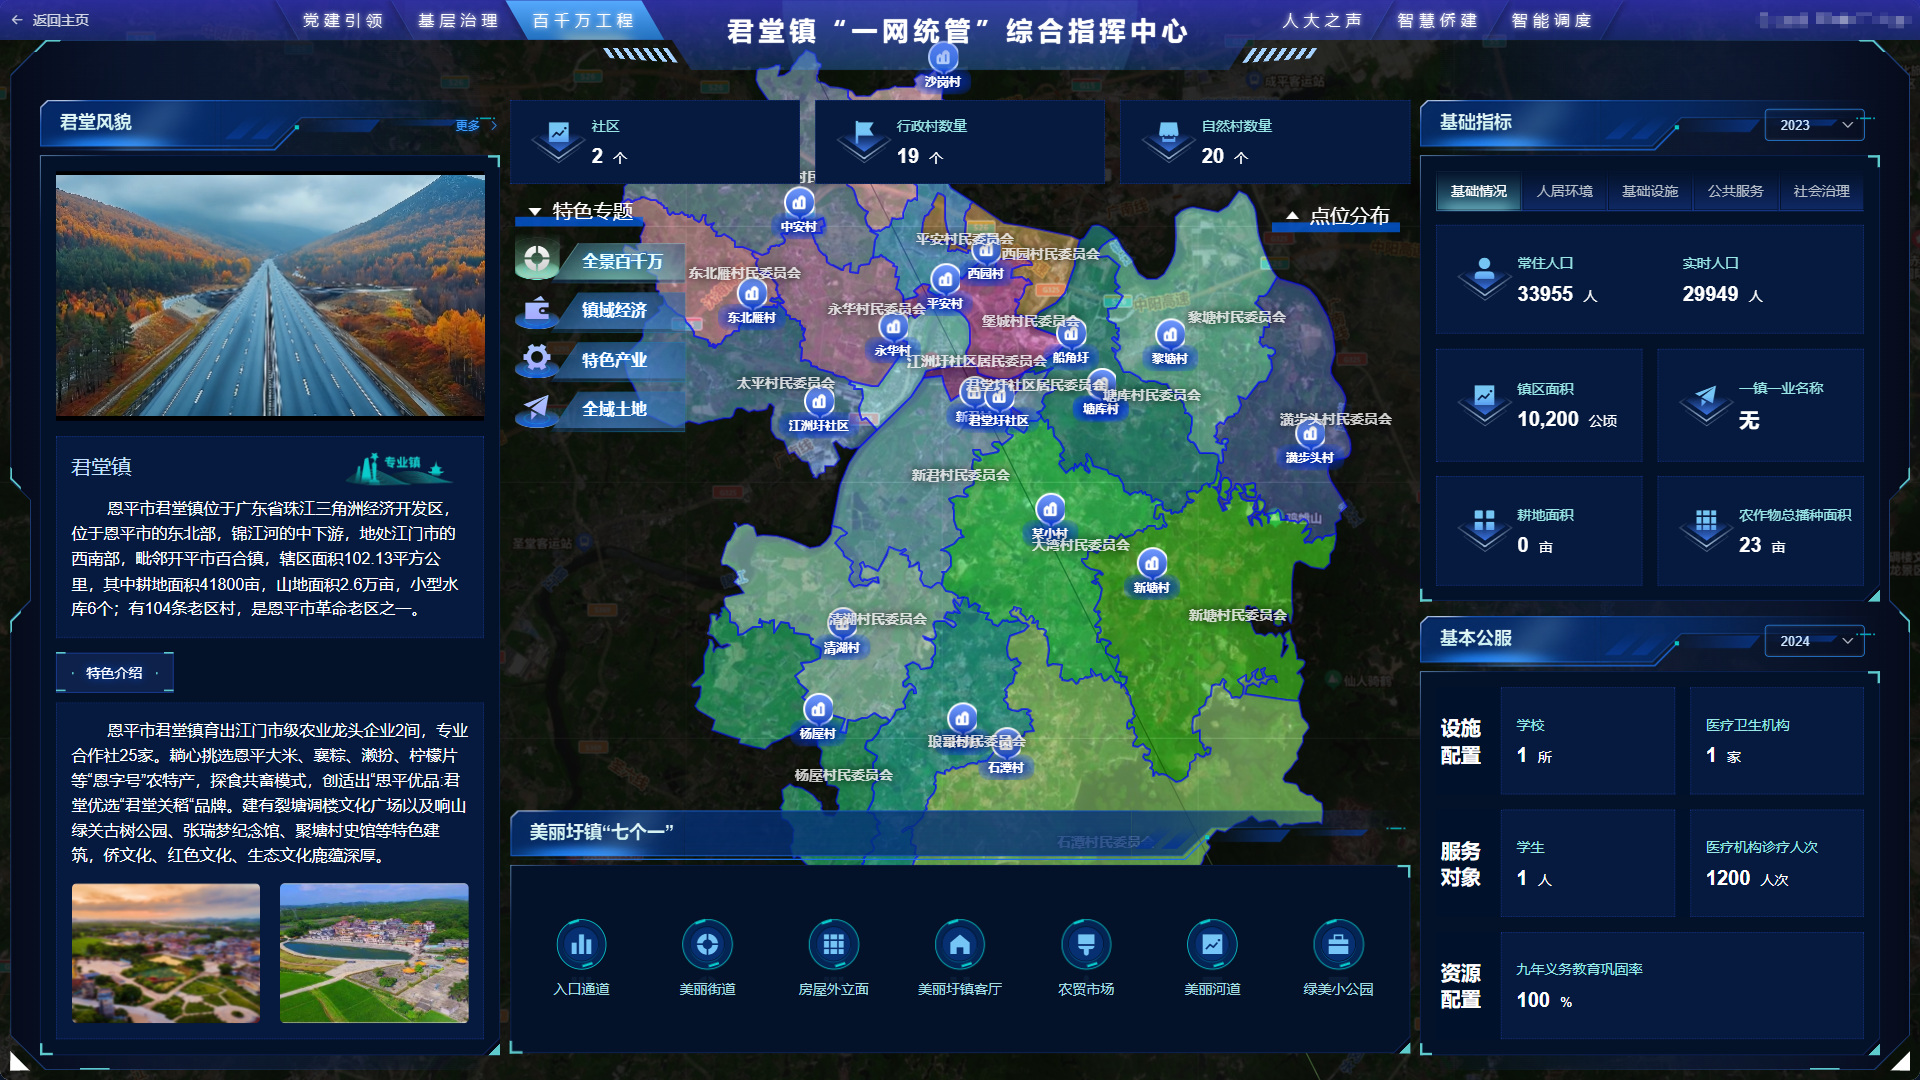 返回主页
党建引领
基层治理
百千万工程
君堂镇“一网统管”综合指挥中心
人大之声
智慧侨建
智能调度
君堂风貌
更多
君堂镇
专业镇
恩平市君堂镇位于广东省珠江三角洲经济开发区，
位于恩平市的东北部，锦江河的中下游，地处江门市的
西南部，毗邻开平市百合镇，辖区面积102.13平方公
里，其中耕地面积41800亩，山地面积2.6万亩，小型水
库6个；有104条老区村，是恩平市革命老区之一。
特色介绍
恩平市君堂镇育出江门市级农业龙头企业2间，专业
合作社25家。耥心挑选恩平大米、襄粽、濑扮、柠檬片
等“恩字号”农特产，探食共畜模式，创适出“思平优品:君
堂优选“君堂关稻“品牌。建有裂塘调楼文化广场以及响山
绿关古树公园、张瑞梦纪念馆、聚塘村史馆等特色建
筑，侨文化、红色文化、生态文化鹿蕴深厚。
社区
2 个
行政村数量
19 个
自然村数量
20 个
特色专题
全景百千万
镇域经济
特色产业
全域土地
点位分布
沙岗村
中安村
平安村民委员会
西园村民委员会
西园村
东北雁村民委员会
东北雁村
平安村
永华村民委员会
永华村
堡城村民委员会
船角圩
黎塘村民委员会
黎塘村
江洲圩社区居民委员会
太平村民委员会
江洲圩社区
君堂圩社区居民委员会
君堂圩社区
塘库村民委员会
塘库村
满步头村民委员会
满步头村
新君村民委员会
大湾村民委员会
新塘村
新塘村民委员会
清湖村民委员会
清湖村
杨屋村
杨屋村民委员会
琅哥村民委员会
石潭村
石潭村民委员会
中阳高速
圣堂客运站
仙人骑鹤
美丽圩镇“七个一”
入口通道
美丽街道
房屋外立面
美丽圩镇客厅
农贸市场
美丽河道
绿美小公园
基础指标
2023
基础情况
人居环境
基础设施
公共服务
社会治理
常住人口
33955 人
实时人口
29949 人
镇区面积
10,200 公顷
一镇一业名称
无
耕地面积
0 亩
农作物总播种面积
23 亩
基本公服
2024
设施
配置
学校
1 所
医疗卫生机构
1 家
服务
对象
学生
1 人
医疗机构诊疗人次
1200 人次
资源
配置
九年义务教育巩固率
100 %